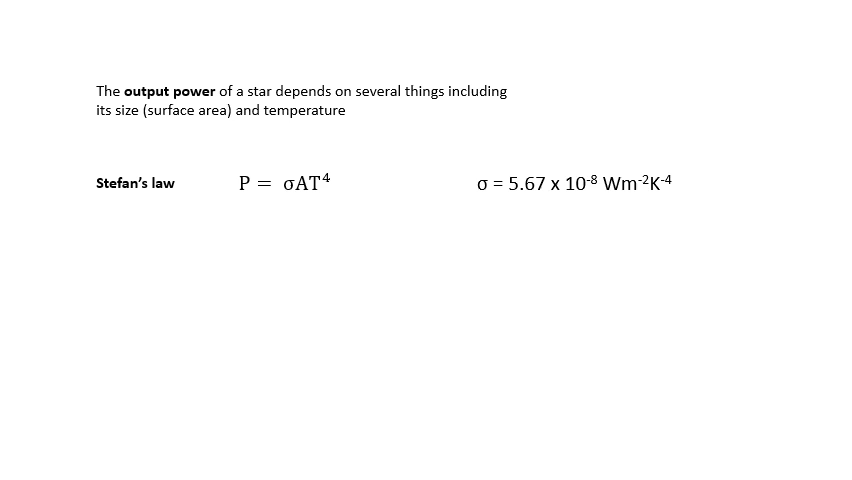 The output power of a star depends on several things including
its size (surface area) and temperature
Stefan's law P = σAT⁴ σ = 5.67 x 10⁻⁸ Wm⁻²K⁻⁴